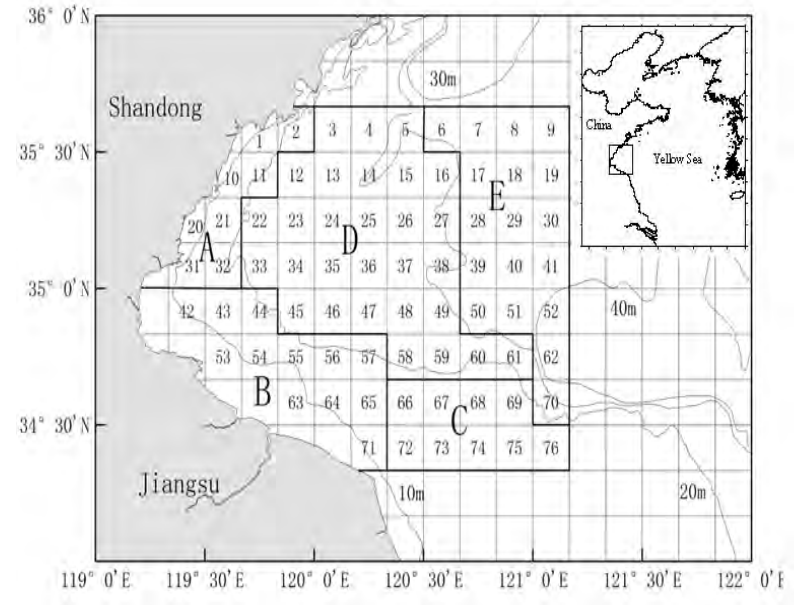 36° 0'N
30m
Shandong
China
Yellow Sea
1 2 3 4 5 6 7 8 9
35° 30'N
10 11 12 13 14 15 16 17 18 19
E
20 21 22 23 24 25 26 27 28 29 30
A
D
31 32 33 34 35 36 37 38 39 40 41
35° 0'N
42 43 44 45 46 47 48 49 50 51 52
40m
53 54 55 56 57 58 59 60 61 62
B
63 64 65 66 67 68 69 70
C
34° 30'N
71 72 73 74 75 76
Jiangsu
10m
20m
119° 0'E 119° 30'E 120° 0'E 120° 30'E 121° 0'E 121° 30'E 122° 0'E